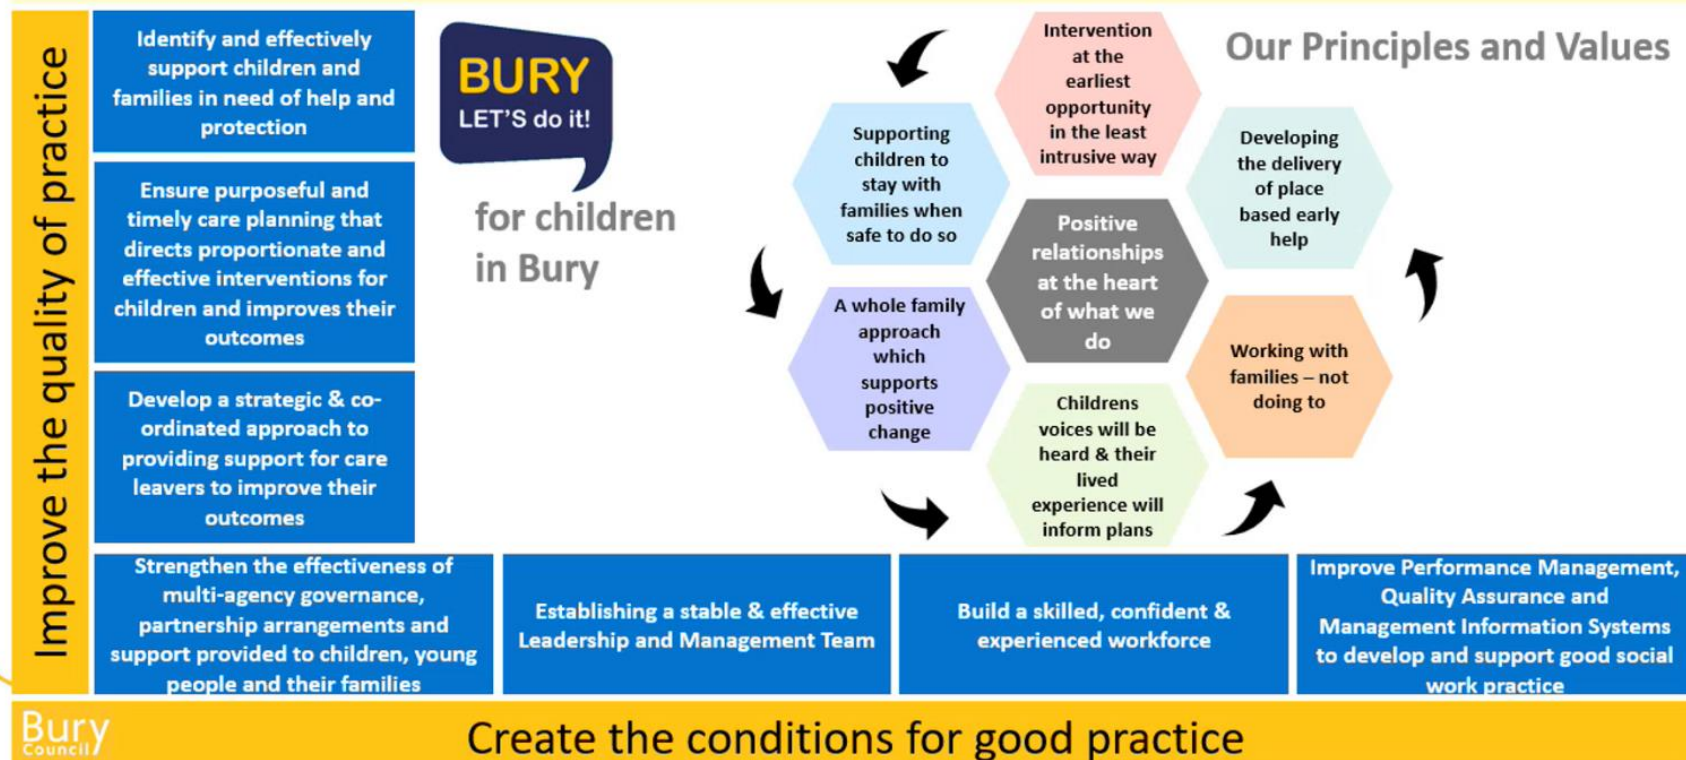 Improve the quality of practice
Identify and effectively
support children and
families in need of help and
protection
Ensure purposeful and
timely care planning that
directs proportionate and
effective interventions for
children and improves their
outcomes
Develop a strategic & co-
ordinated approach to
providing support for care
leavers to improve their
outcomes
BURY
LET'S do it!
for children
in Bury
Our Principles and Values
Intervention
at the
earliest
opportunity
in the least
intrusive way
Supporting
children to
stay with
families when
safe to do so
Developing
the delivery
of place
based early
help
Positive
relationships
at the heart
of what we
do
A whole family
approach
which
supports
positive
change
Working with
families – not
doing to
Childrens
voices will be
heard & their
lived
experience will
inform plans
Strengthen the effectiveness of
multi-agency governance,
partnership arrangements and
support provided to children, young
people and their families
Establishing a stable & effective
Leadership and Management Team
Build a skilled, confident &
experienced workforce
Improve Performance Management,
Quality Assurance and
Management Information Systems
to develop and support good social
work practice
Bury
Council
Create the conditions for good practice